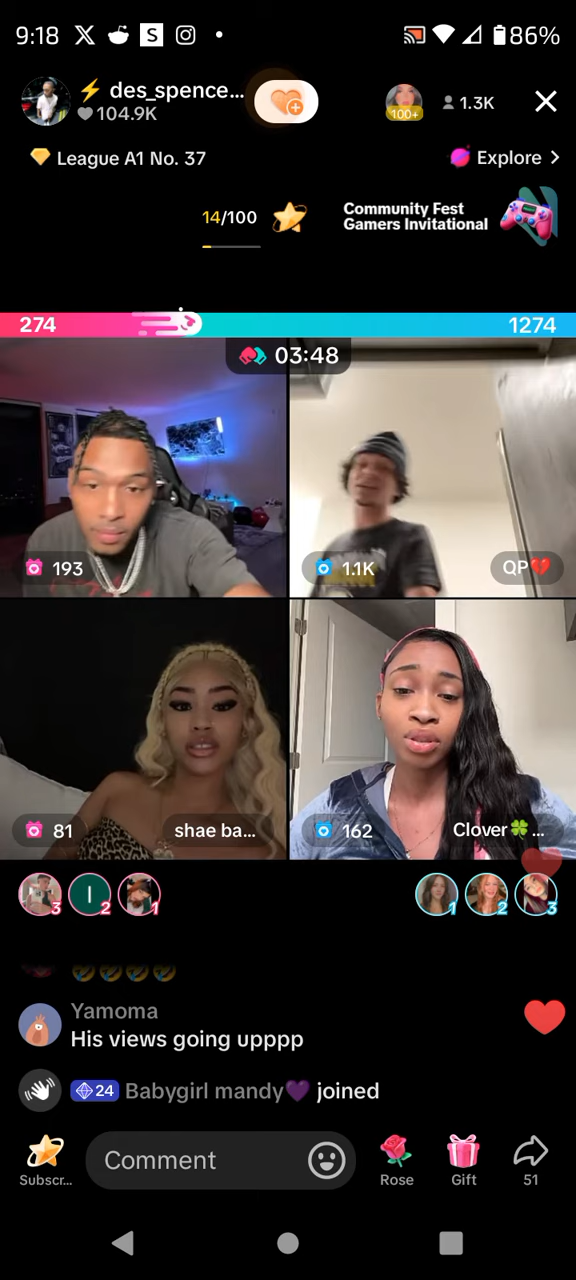 9:18
86%
des_spence...
104.9K
100+
1.3K
League A1 No. 37
Explore >
14/100
Community Fest
Gamers Invitational
274
1274
03:48
193
1.1K
QP💔
81
shae ba...
162
Clover🍀 ...
3
2
1
1
2
3
I
🤣🤣🤣🤣
Yamoma
His views going upppp
24 Babygirl mandy💜 joined
Comment
Subscr...
Rose
Gift
51